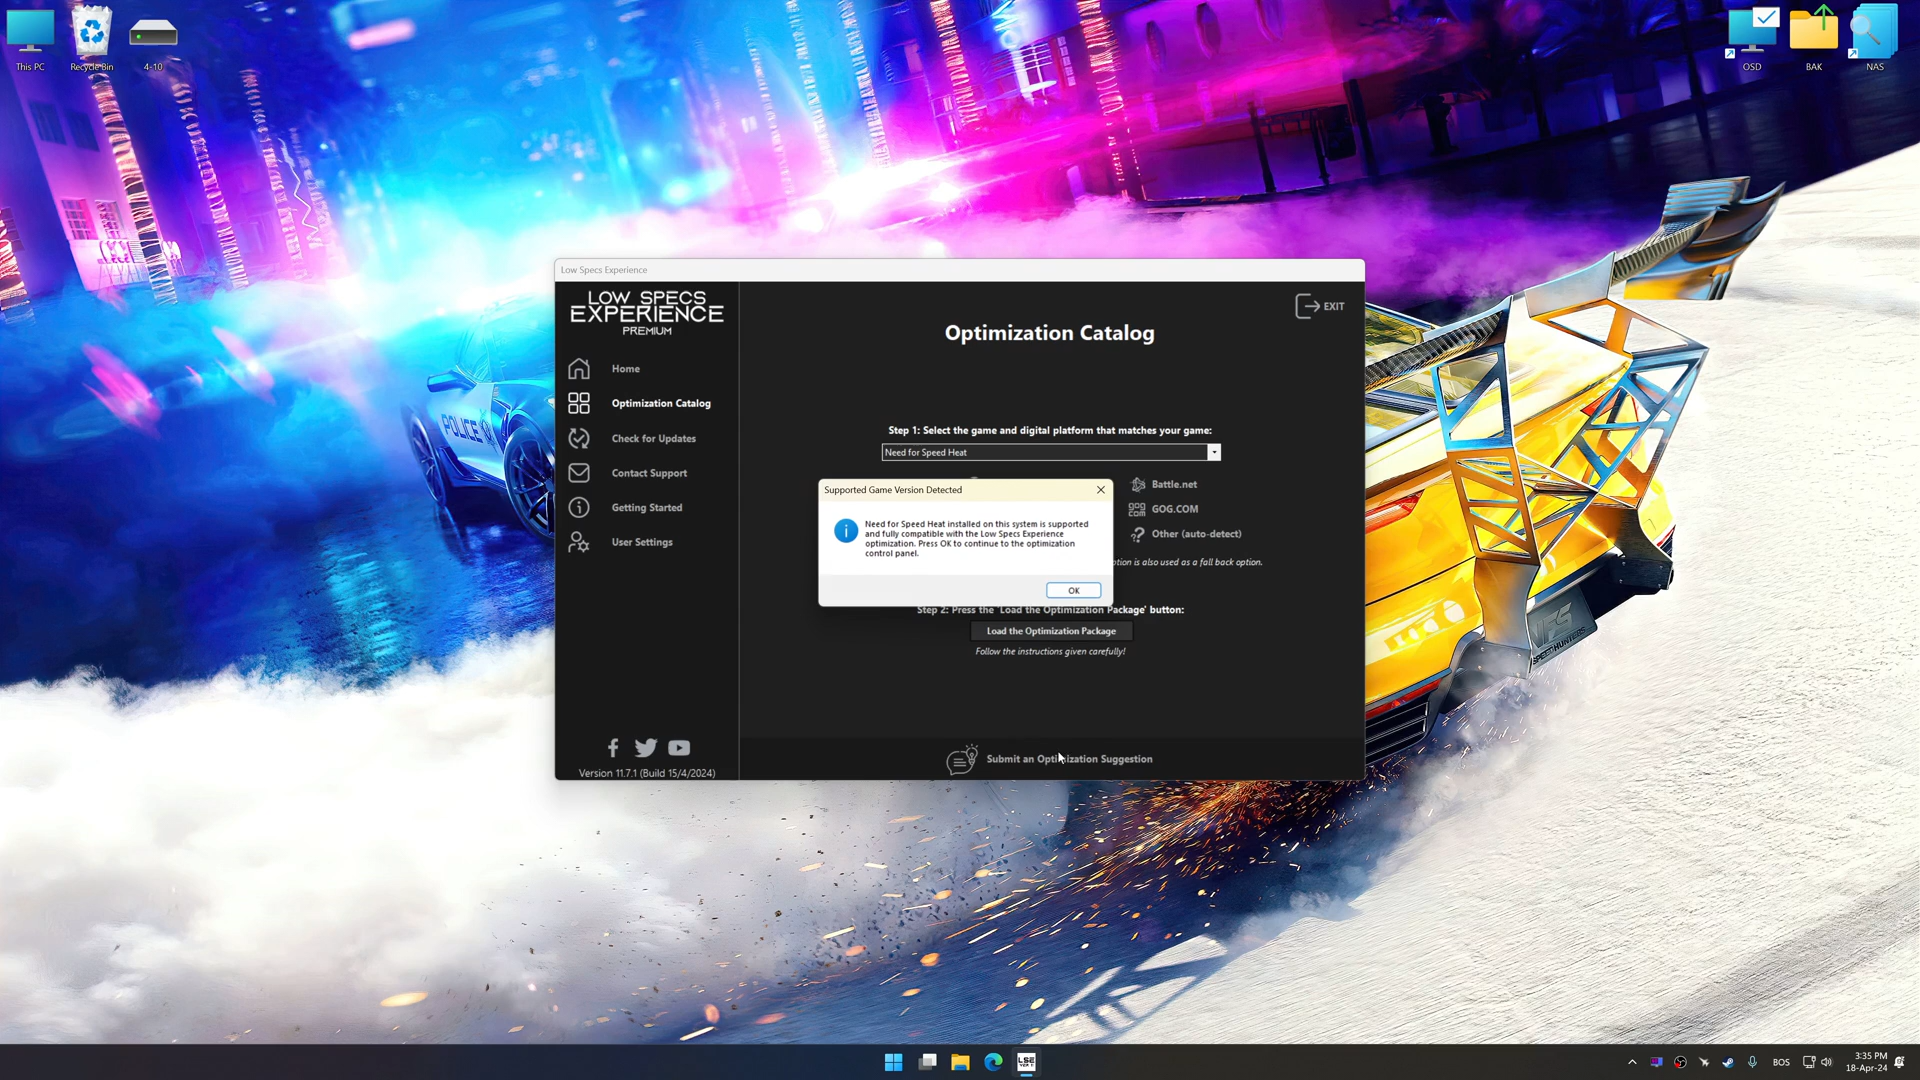 This PC
Recycle Bin
4-10
OSD
BAK
NAS
POLICE
Low Specs Experience
LOW SPECS
EXPERIENCE
PREMIUM
EXIT
Optimization Catalog
Home
Optimization Catalog
Check for Updates
Contact Support
Getting Started
User Settings
Step 1: Select the game and digital platform that matches your game:
Need for Speed Heat
Battle.net
GOG.COM
Other (auto-detect)
ption is also used as a fall back option.
Supported Game Version Detected
Need for Speed Heat installed on this system is supported
and fully compatible with the Low Specs Experience
optimization. Press OK to continue to the optimization
control panel.
OK
Step 2: Press the 'Load the Optimization Package' button:
Load the Optimization Package
Follow the instructions given carefully!
Submit an Optimization Suggestion
Version 11.7.1 (Build 15/4/2024)
SPEEDHUNTERS
LSE
BOS
3:35 PM
18-Apr-24